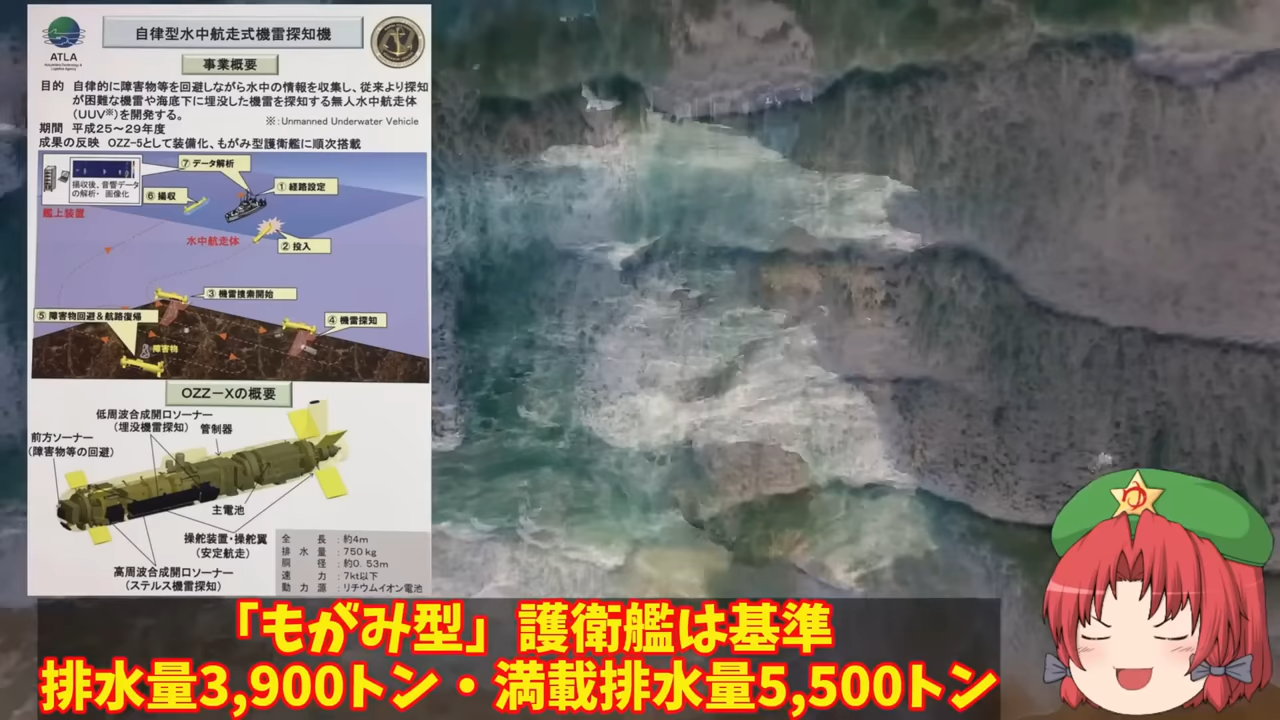 自律型水中航走式機雷探知機
ATLA
事業概要
目的 自律的に障害物等を回避しながら水中の情報を収集し、従来より探知
が困難な機雷や海底下に埋没した機雷を探知する無人水中航走体
(UUV※)を開発する。
※:Unmanned Underwater Vehicle
期間 平成25～29年度
成果の反映 OZZ-5として装備化、もがみ型護衛艦に順次搭載
⑦データ解析
揚収後、音響データ
の解析・画像化
①経路設定
⑥揚収
艦上装置
水中航走体
②投入
③機雷捜索開始
⑤障害物回避&航路復帰
④機雷探知
障害物
OZZ-Xの概要
低周波合成開口ソーナー
(埋没機雷探知)
管制器
前方ソーナー
(障害物等の回避)
主電池
操舵装置・操舵翼
(安定航走)
高周波合成開口ソーナー
(ステルス機雷探知)
全長:約4m
排水量:750kg
胴径:約0.53m
速力:7kt以下
動力源:リチウムイオン電池
「もがみ型」護衛艦は基準
排水量3,900トン・満載排水量5,500トン